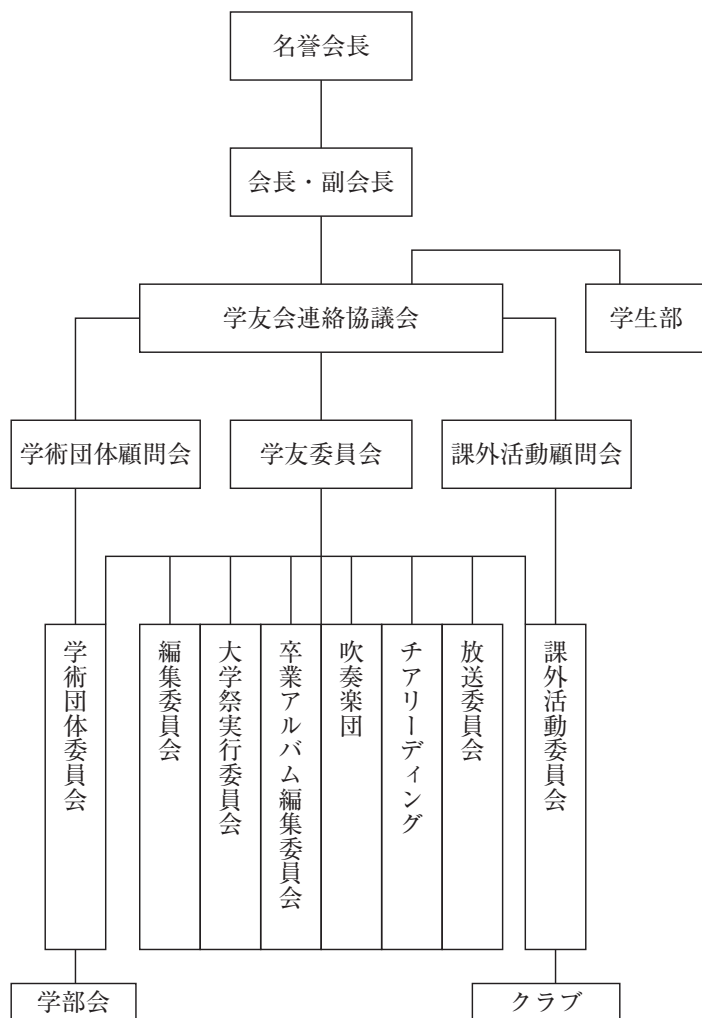 名誉会長
会長・副会長
学友会連絡協議会
学生部
学術団体顧問会
学友委員会
課外活動顧問会
学術団体委員会
編集委員会
大学祭実行委員会
卒業アルバム編集委員会
吹奏楽団
チアリーディング
放送委員会
課外活動委員会
学部会
クラブ